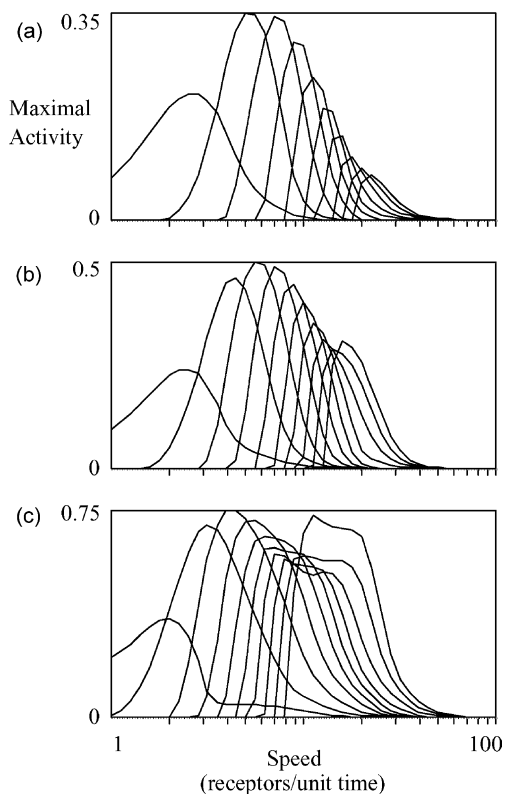 (a)
0.35
Maximal
Activity
0
(b)
0.5
0
(c)
0.75
0
1
100
Speed
(receptors/unit time)